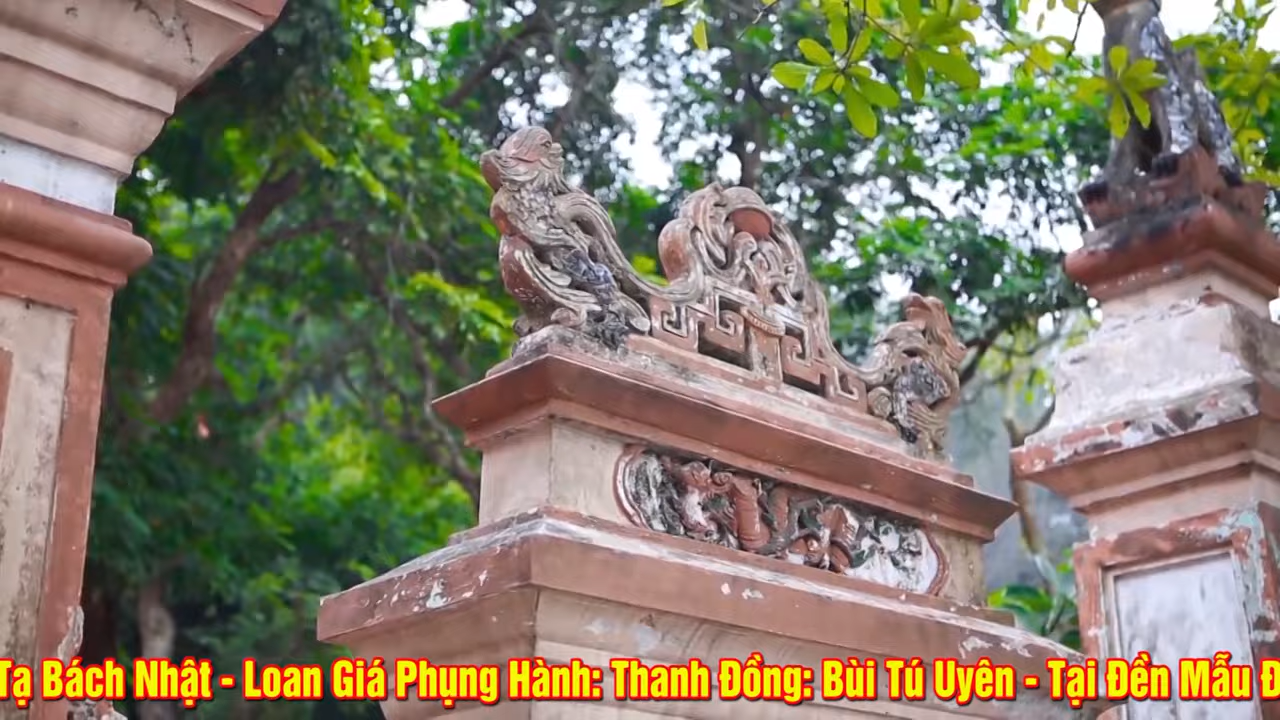 Tạ Bách Nhật - Loan Giá Phụng Hành: Thanh Đồng: Bùi Tú Uyên - Tại Đền Mẫu